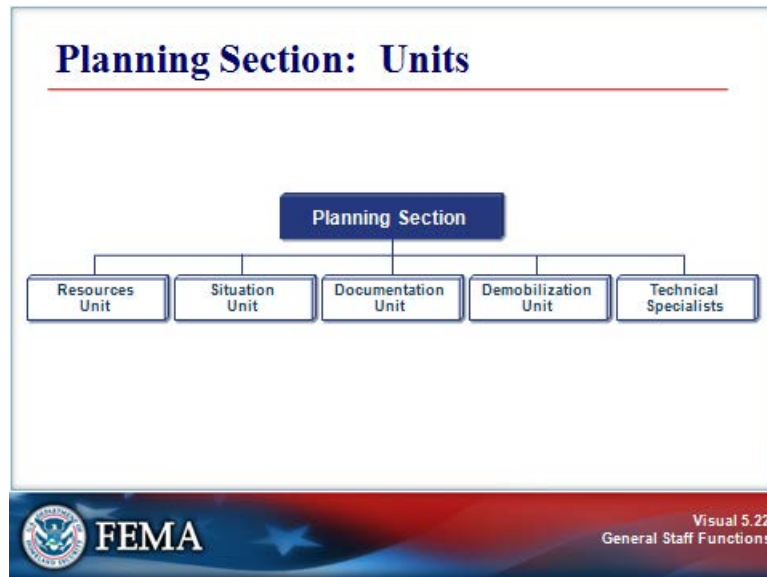 Planning Section: Units
Planning Section
Resources
Unit
Situation
Unit
Documentation
Unit
Demobilization
Unit
Technical
Specialists
FEMA
Visual 5.22
General Staff Functions